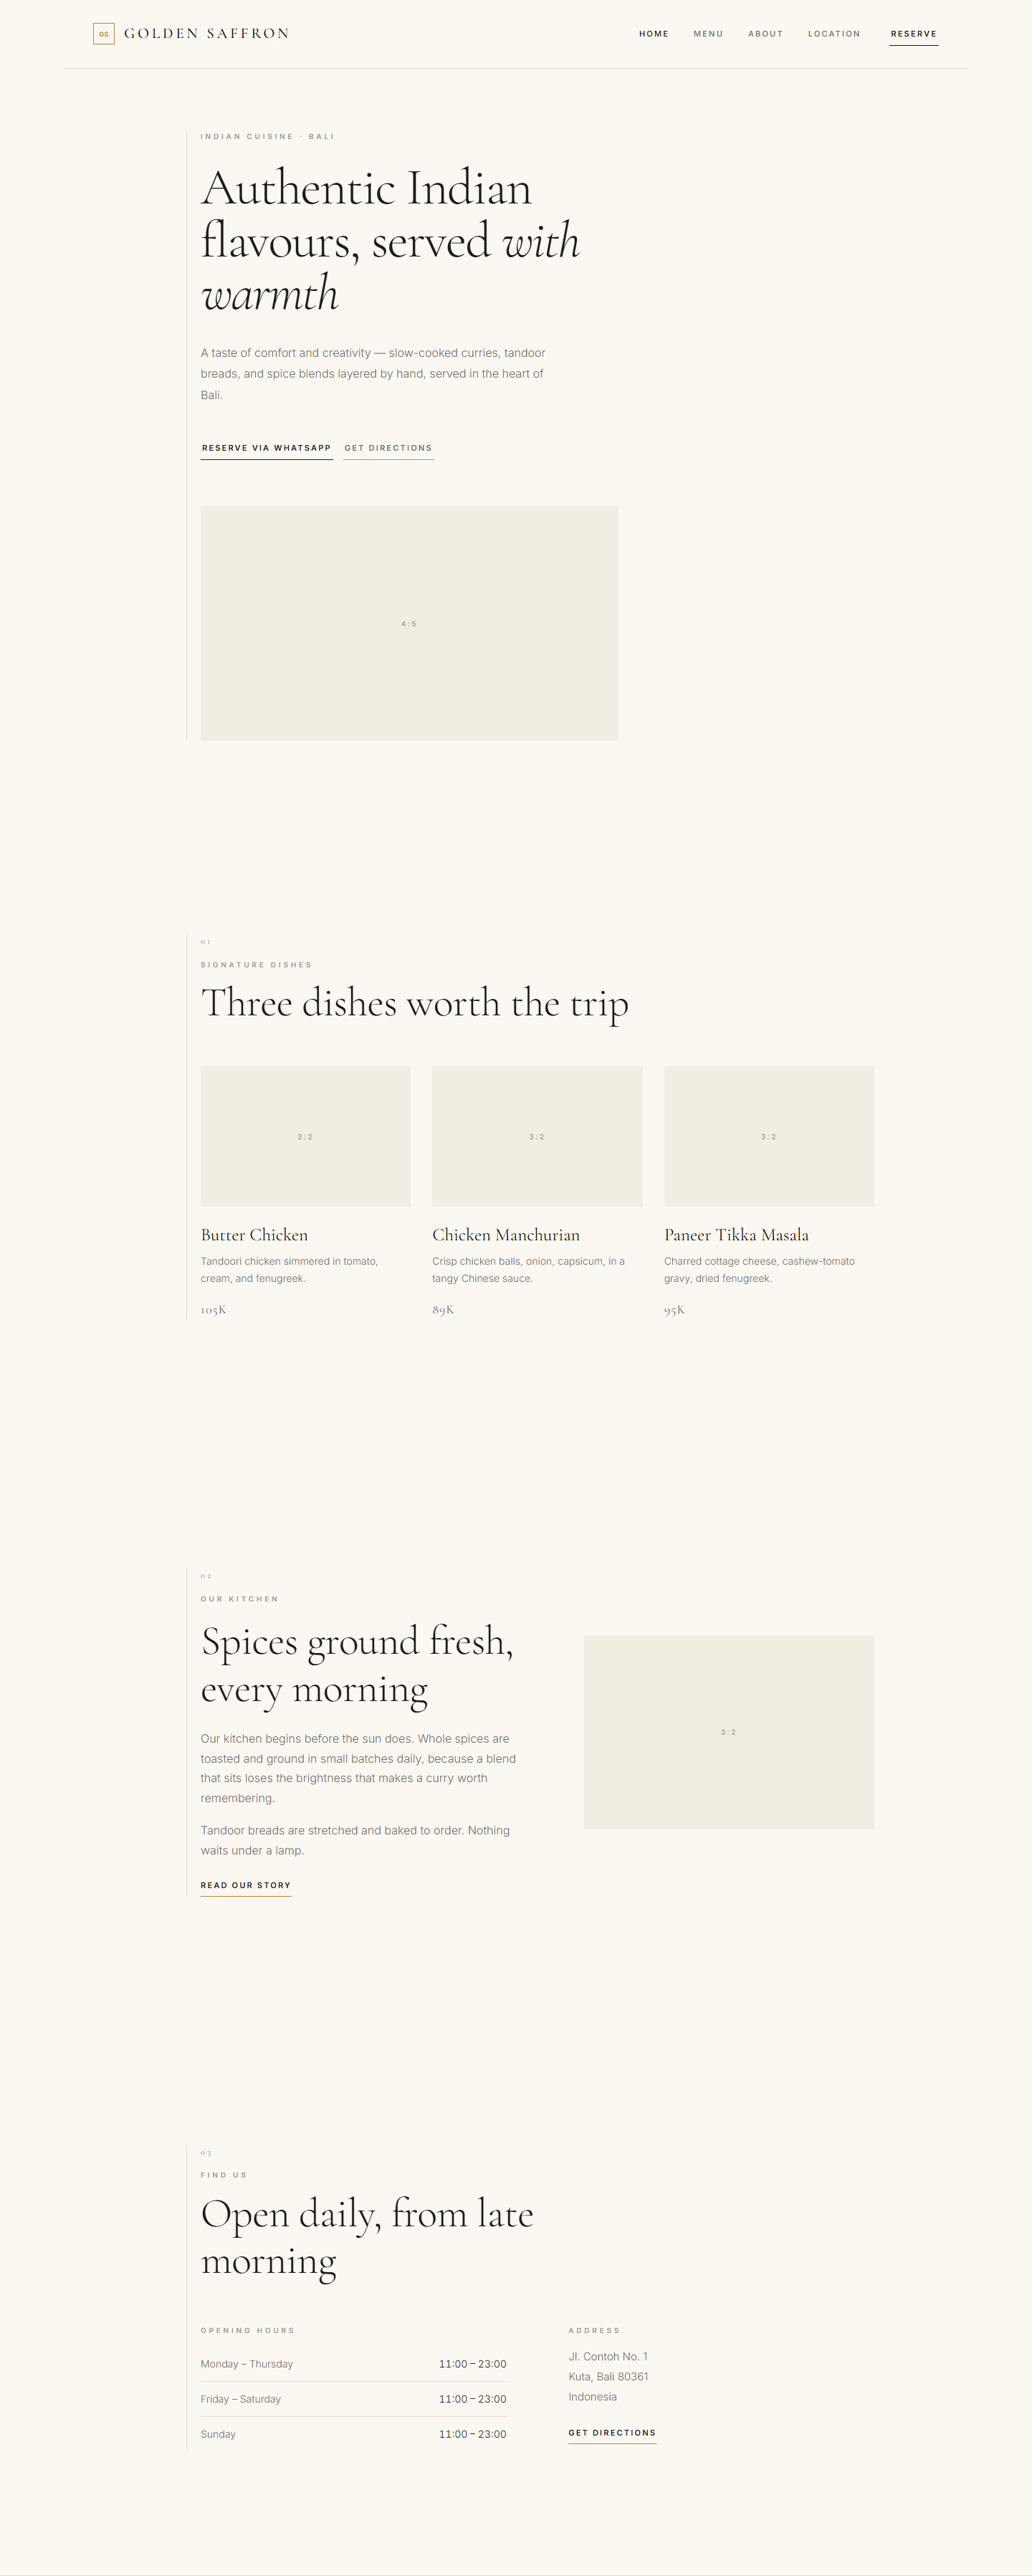 GS GOLDEN SAFFRON HOME MENU ABOUT LOCATION RESERVE
INDIAN CUISINE · BALI
Authentic Indian
flavours, served with
warmth
A taste of comfort and creativity — slow-cooked curries, tandoor
breads, and spice blends layered by hand, served in the heart of
Bali.
RESERVE VIA WHATSAPP GET DIRECTIONS
4:5
01
SIGNATURE DISHES
Three dishes worth the trip
3:2 3:2 3:2
Butter Chicken
Tandoori chicken simmered in tomato,
cream, and fenugreek.
105K
Chicken Manchurian
Crisp chicken balls, onion, capsicum, in a
tangy Chinese sauce.
89K
Paneer Tikka Masala
Charred cottage cheese, cashew-tomato
gravy, dried fenugreek.
95K
02
OUR KITCHEN
Spices ground fresh,
every morning
Our kitchen begins before the sun does. Whole spices are
toasted and ground in small batches daily, because a blend
that sits loses the brightness that makes a curry worth
remembering.
Tandoor breads are stretched and baked to order. Nothing
waits under a lamp.
READ OUR STORY
3:2
03
FIND US
Open daily, from late
morning
OPENING HOURS
Monday – Thursday 11:00 – 23:00
Friday – Saturday 11:00 – 23:00
Sunday 11:00 – 23:00
ADDRESS
Jl. Contoh No. 1
Kuta, Bali 80361
Indonesia
GET DIRECTIONS